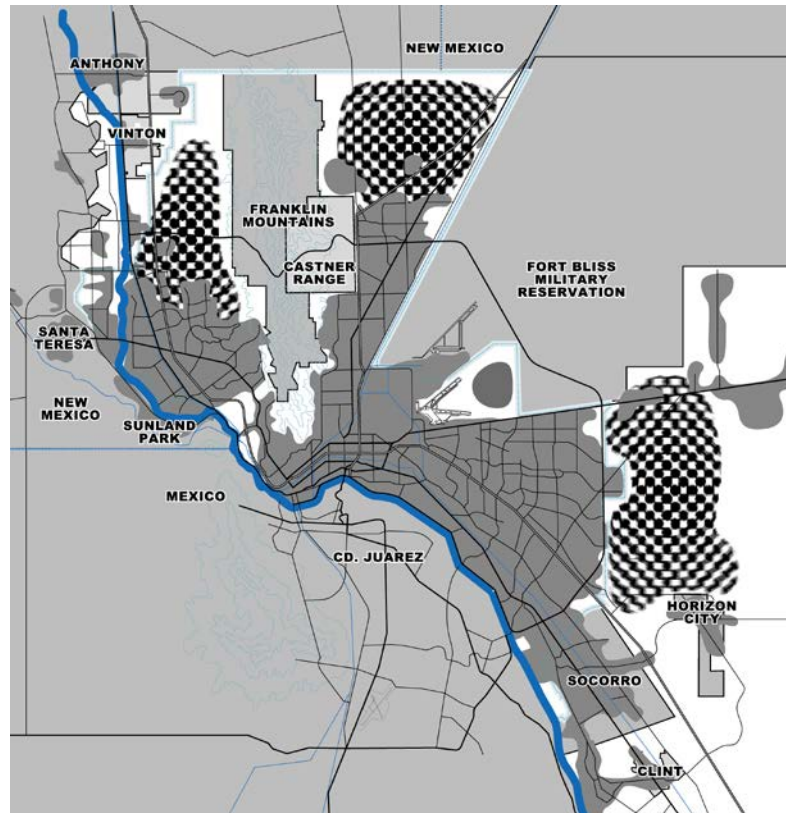 NEW MEXICO
ANTHONY
VINTON
FRANKLIN
MOUNTAINS
CASTNER
RANGE
FORT BLISS
MILITARY
RESERVATION
SANTA
TERESA
NEW
MEXICO
SUNLAND
PARK
MEXICO
CD. JUAREZ
HORIZON
CITY
SOCORRO
CLINT